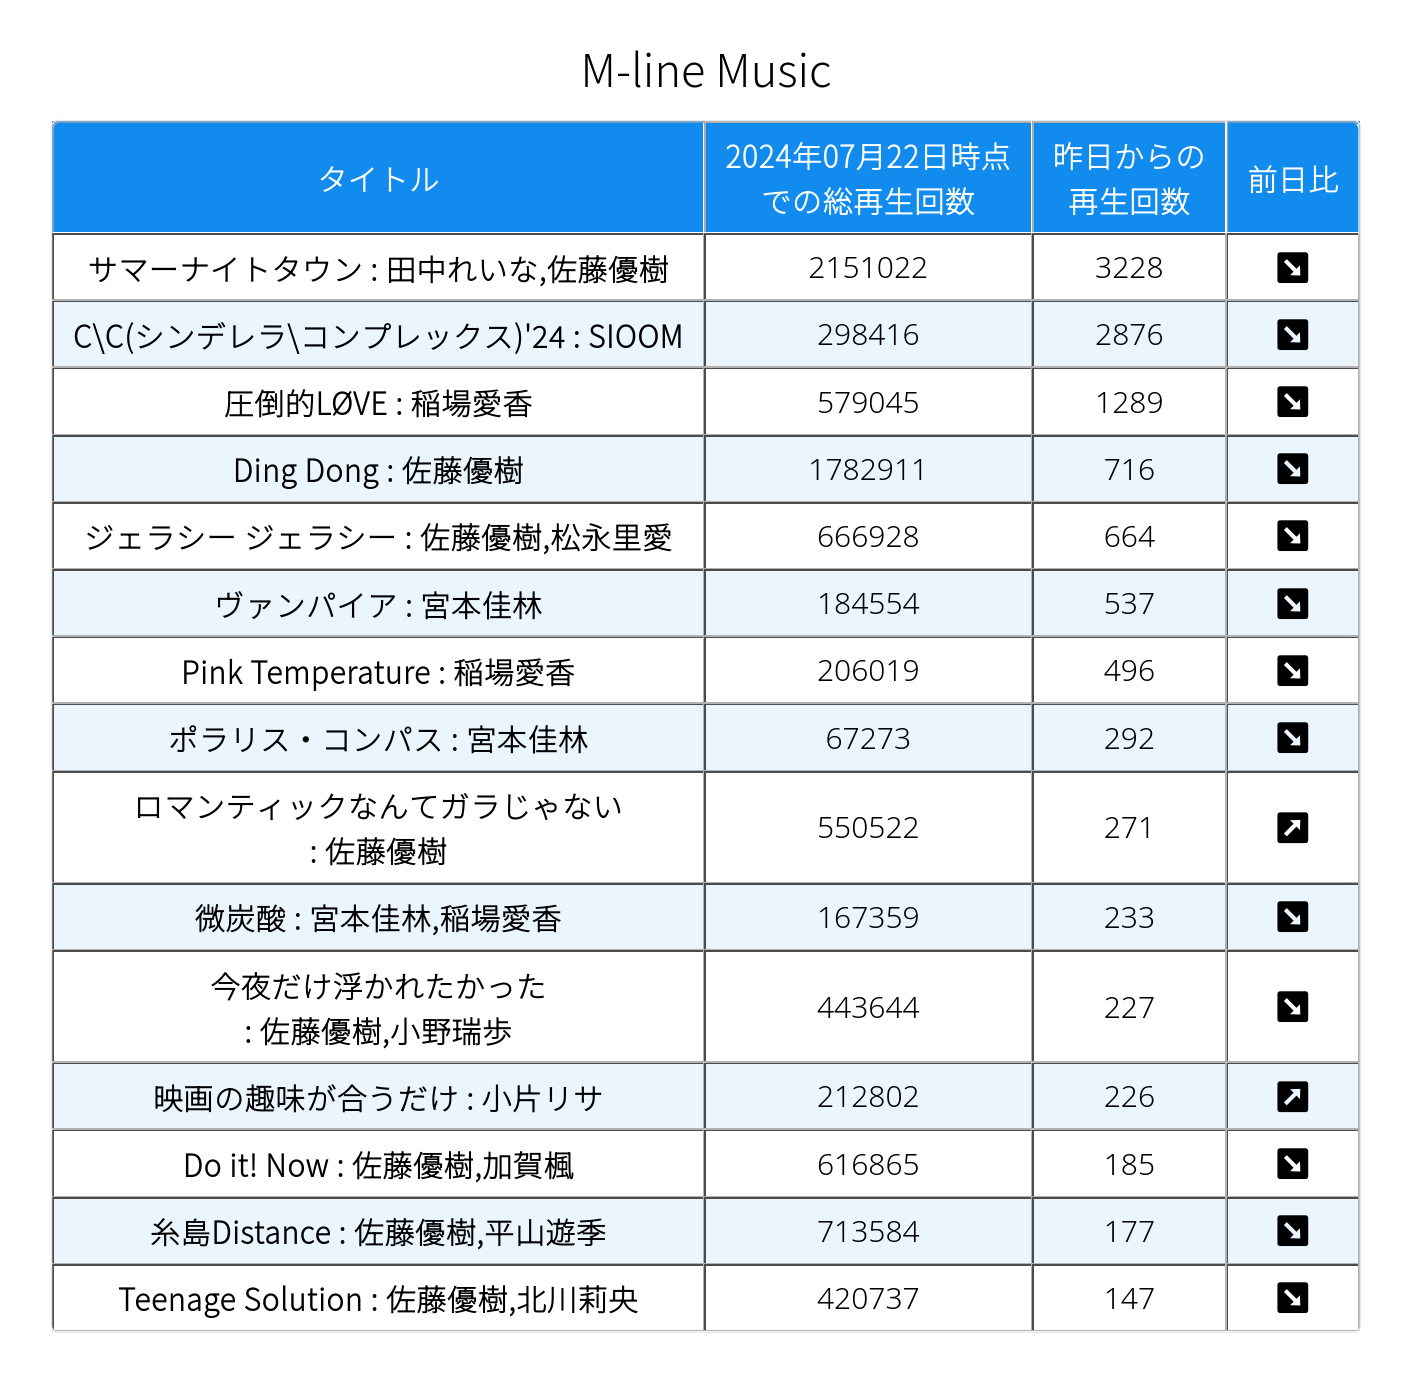 M-line Music
タイトル
2024年07月22日時点
での総再生回数
昨日からの
再生回数
前日比
サマーナイトタウン : 田中れいな,佐藤優樹 2151022 3228
C\C(シンデレラ\コンプレックス)'24 : SIOOM 298416 2876
圧倒的LØVE : 稲場愛香 579045 1289
Ding Dong : 佐藤優樹 1782911 716
ジェラシー ジェラシー : 佐藤優樹,松永里愛 666928 664
ヴァンパイア : 宮本佳林 184554 537
Pink Temperature : 稲場愛香 206019 496
ポラリス・コンパス : 宮本佳林 67273 292
ロマンティックなんてガラじゃない
: 佐藤優樹 550522 271
微炭酸 : 宮本佳林,稲場愛香 167359 233
今夜だけ浮かれたかった
: 佐藤優樹,小野瑞歩 443644 227
映画の趣味が合うだけ : 小片リサ 212802 226
Do it! Now : 佐藤優樹,加賀楓 616865 185
糸島Distance : 佐藤優樹,平山遊季 713584 177
Teenage Solution : 佐藤優樹,北川莉央 420737 147